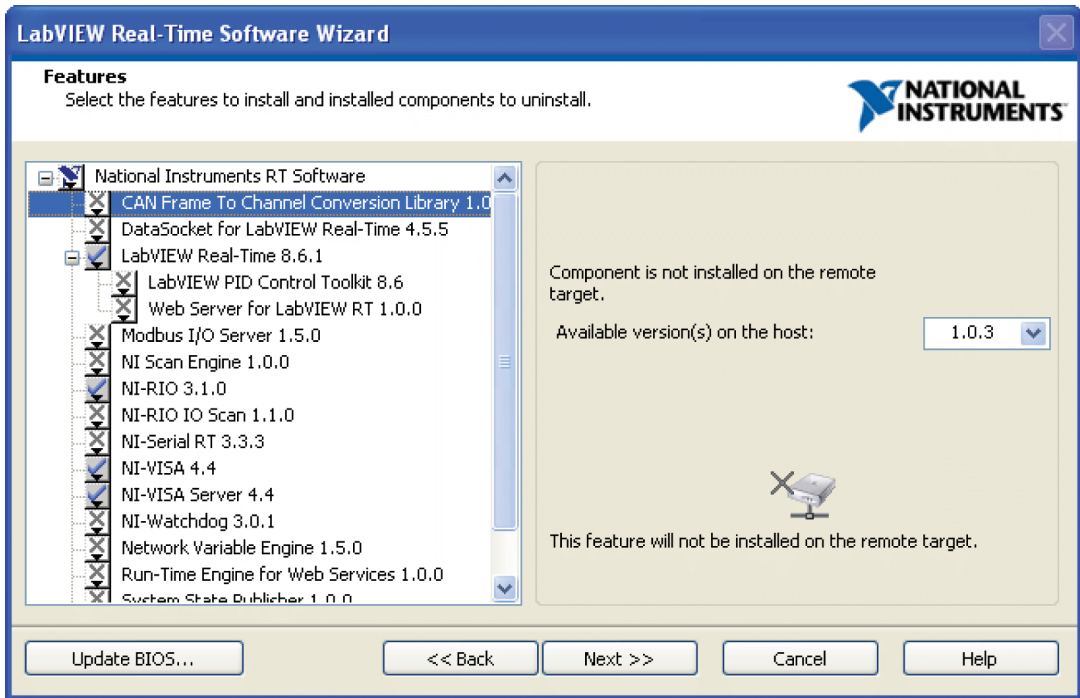 LabVIEW Real-Time Software Wizard
Features
Select the features to install and installed components to uninstall.
NATIONAL
INSTRUMENTS
National Instruments RT Software
CAN Frame To Channel Conversion Library 1.0
DataSocket for LabVIEW Real-Time 4.5.5
LabVIEW Real-Time 8.6.1
LabVIEW PID Control Toolkit 8.6
Web Server for LabVIEW RT 1.0.0
Modbus I/O Server 1.5.0
NI Scan Engine 1.0.0
NI-RIO 3.1.0
NI-RIO IO Scan 1.1.0
NI-Serial RT 3.3.3
NI-VISA 4.4
NI-VISA Server 4.4
NI-Watchdog 3.0.1
Network Variable Engine 1.5.0
Run-Time Engine for Web Services 1.0.0
System State Publisher 1.0.0
Component is not installed on the remote
target.
Available version(s) on the host: 1.0.3
This feature will not be installed on the remote target.
Update BIOS... << Back Next >> Cancel Help